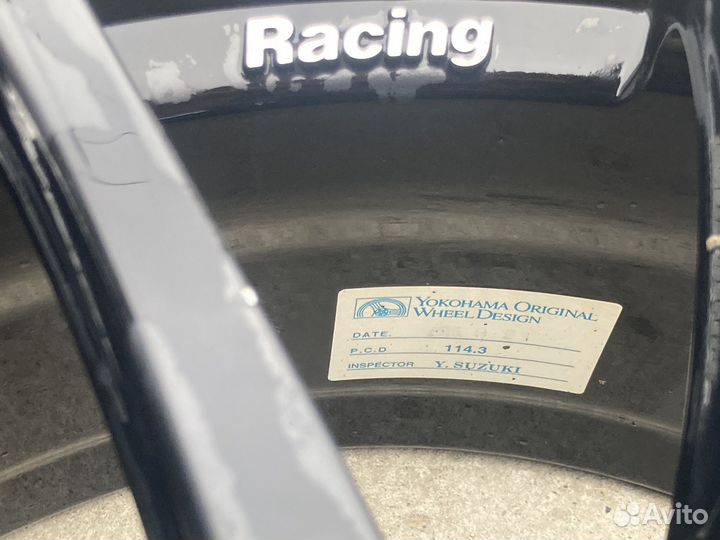 Racing
YOKOHAMA ORIGINAL
WHEEL DESIGN
DATE.
P.C.D 114.3
INSPECTOR Y. SUZUKI
Avito